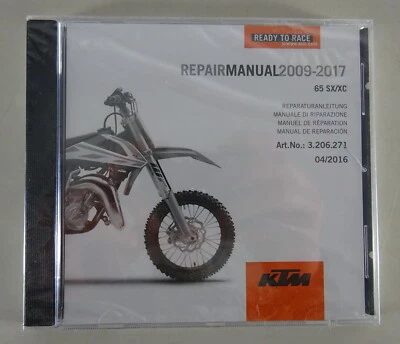 READY TO RACE
REPAIRMANUAL2009-2017
65 SX/XC
REPARATURANLEITUNG
MANUALE DI RIPARAZIONE
MANUEL DE RÉPARATION
MANUAL DE REPARACIÓN
Art.No.: 3.206.271
04/2016
KTM